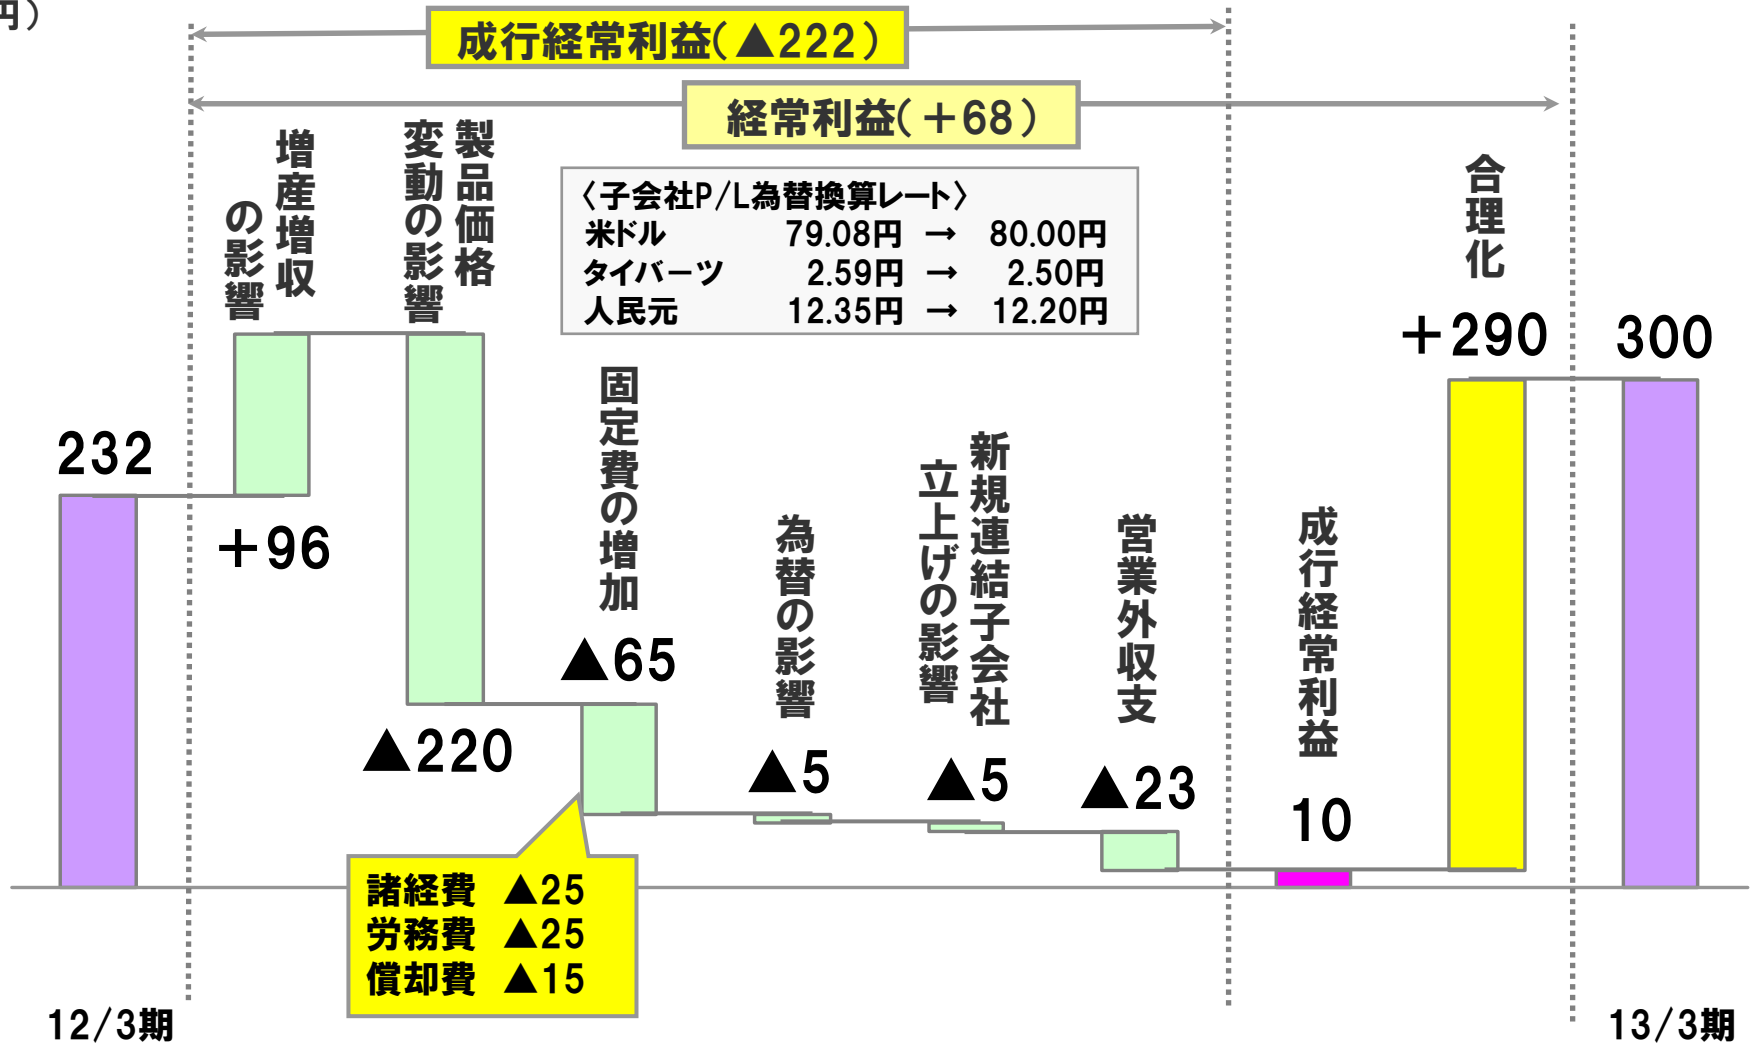 円）
成行経常利益（▲222）
経常利益（＋68）
増産増収
の影響
製品価格
変動の影響
〈子会社P/L為替換算レート〉
米ドル 79.08円 → 80.00円
タイバーツ 2.59円 → 2.50円
人民元 12.35円 → 12.20円
合理化
＋290
300
232
＋96
固定費の増加
▲65
▲220
為替の影響
▲5
新規連結子会社
立上げの影響
▲5
営業外収支
▲23
成行経常利益
10
諸経費 ▲25
労務費 ▲25
償却費 ▲15
12/3期
13/3期